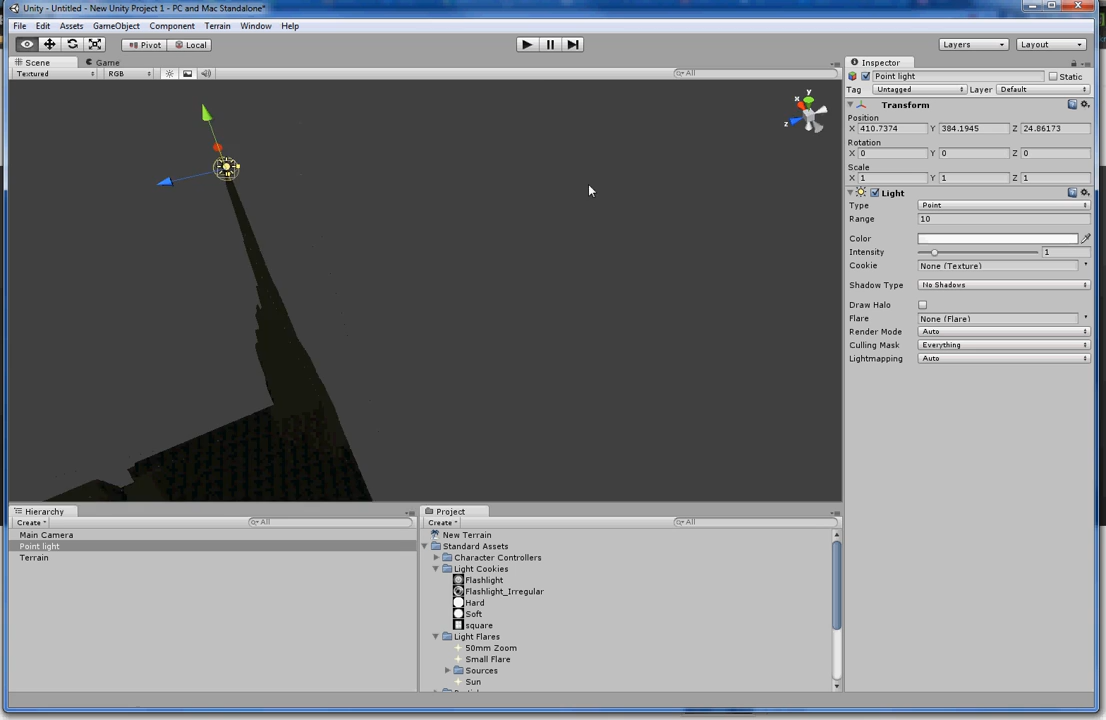 Unity - Untitled - New Unity Project 1 - PC and Mac Standalone*
File Edit Assets GameObject Component Terrain Window Help
Pivot Local Layers Layout
Scene Game
Textured RGB All
y
x
z
Inspector
Point light Static
Tag Untagged Layer Default
Transform
Position
X 410.7374 Y 384.1945 Z 24.86173
Rotation
X 0 Y 0 Z 0
Scale
X 1 Y 1 Z 1
Light
Type Point
Range 10
Color
Intensity 1
Cookie None (Texture)
Shadow Type No Shadows
Draw Halo
Flare None (Flare)
Render Mode Auto
Culling Mask Everything
Lightmapping Auto
Hierarchy
Create All
Main Camera
Point light
Terrain
Project
Create All
New Terrain
Standard Assets
Character Controllers
Light Cookies
Flashlight
Flashlight_Irregular
Hard
Soft
square
Light Flares
50mm Zoom
Small Flare
Sources
Sun